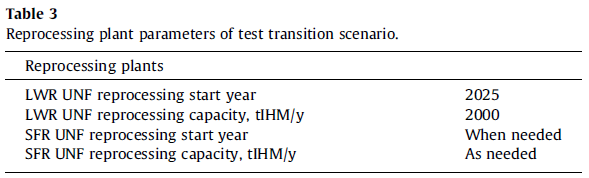 Table 3
Reprocessing plant parameters of test transition scenario.
Reprocessing plants
LWR UNF reprocessing start year 2025
LWR UNF reprocessing capacity, tIHM/y 2000
SFR UNF reprocessing start year When needed
SFR UNF reprocessing capacity, tIHM/y As needed